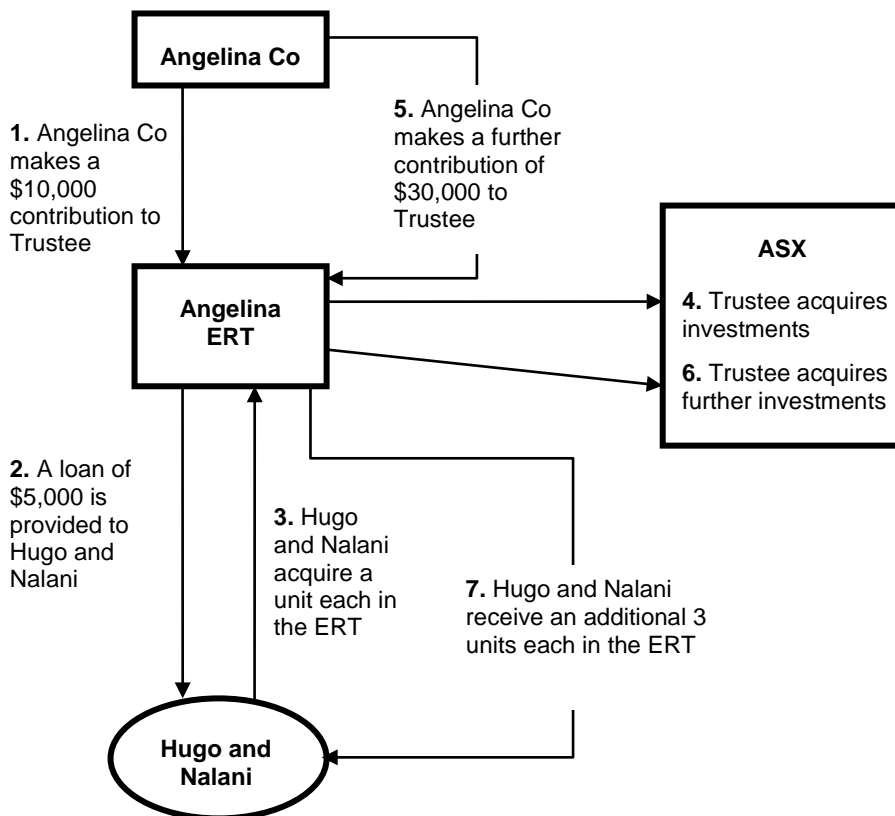 Angelina Co
1. Angelina Co
makes a
$10,000
contribution to
Trustee
5. Angelina Co
makes a further
contribution of
$30,000 to
Trustee
Angelina
ERT
ASX
4. Trustee acquires
investments
6. Trustee acquires
further investments
2. A loan of
$5,000 is
provided to
Hugo and
Nalani
3. Hugo
and Nalani
acquire a
unit each in
the ERT
7. Hugo and Nalani
receive an additional 3
units each in the ERT
Hugo and
Nalani